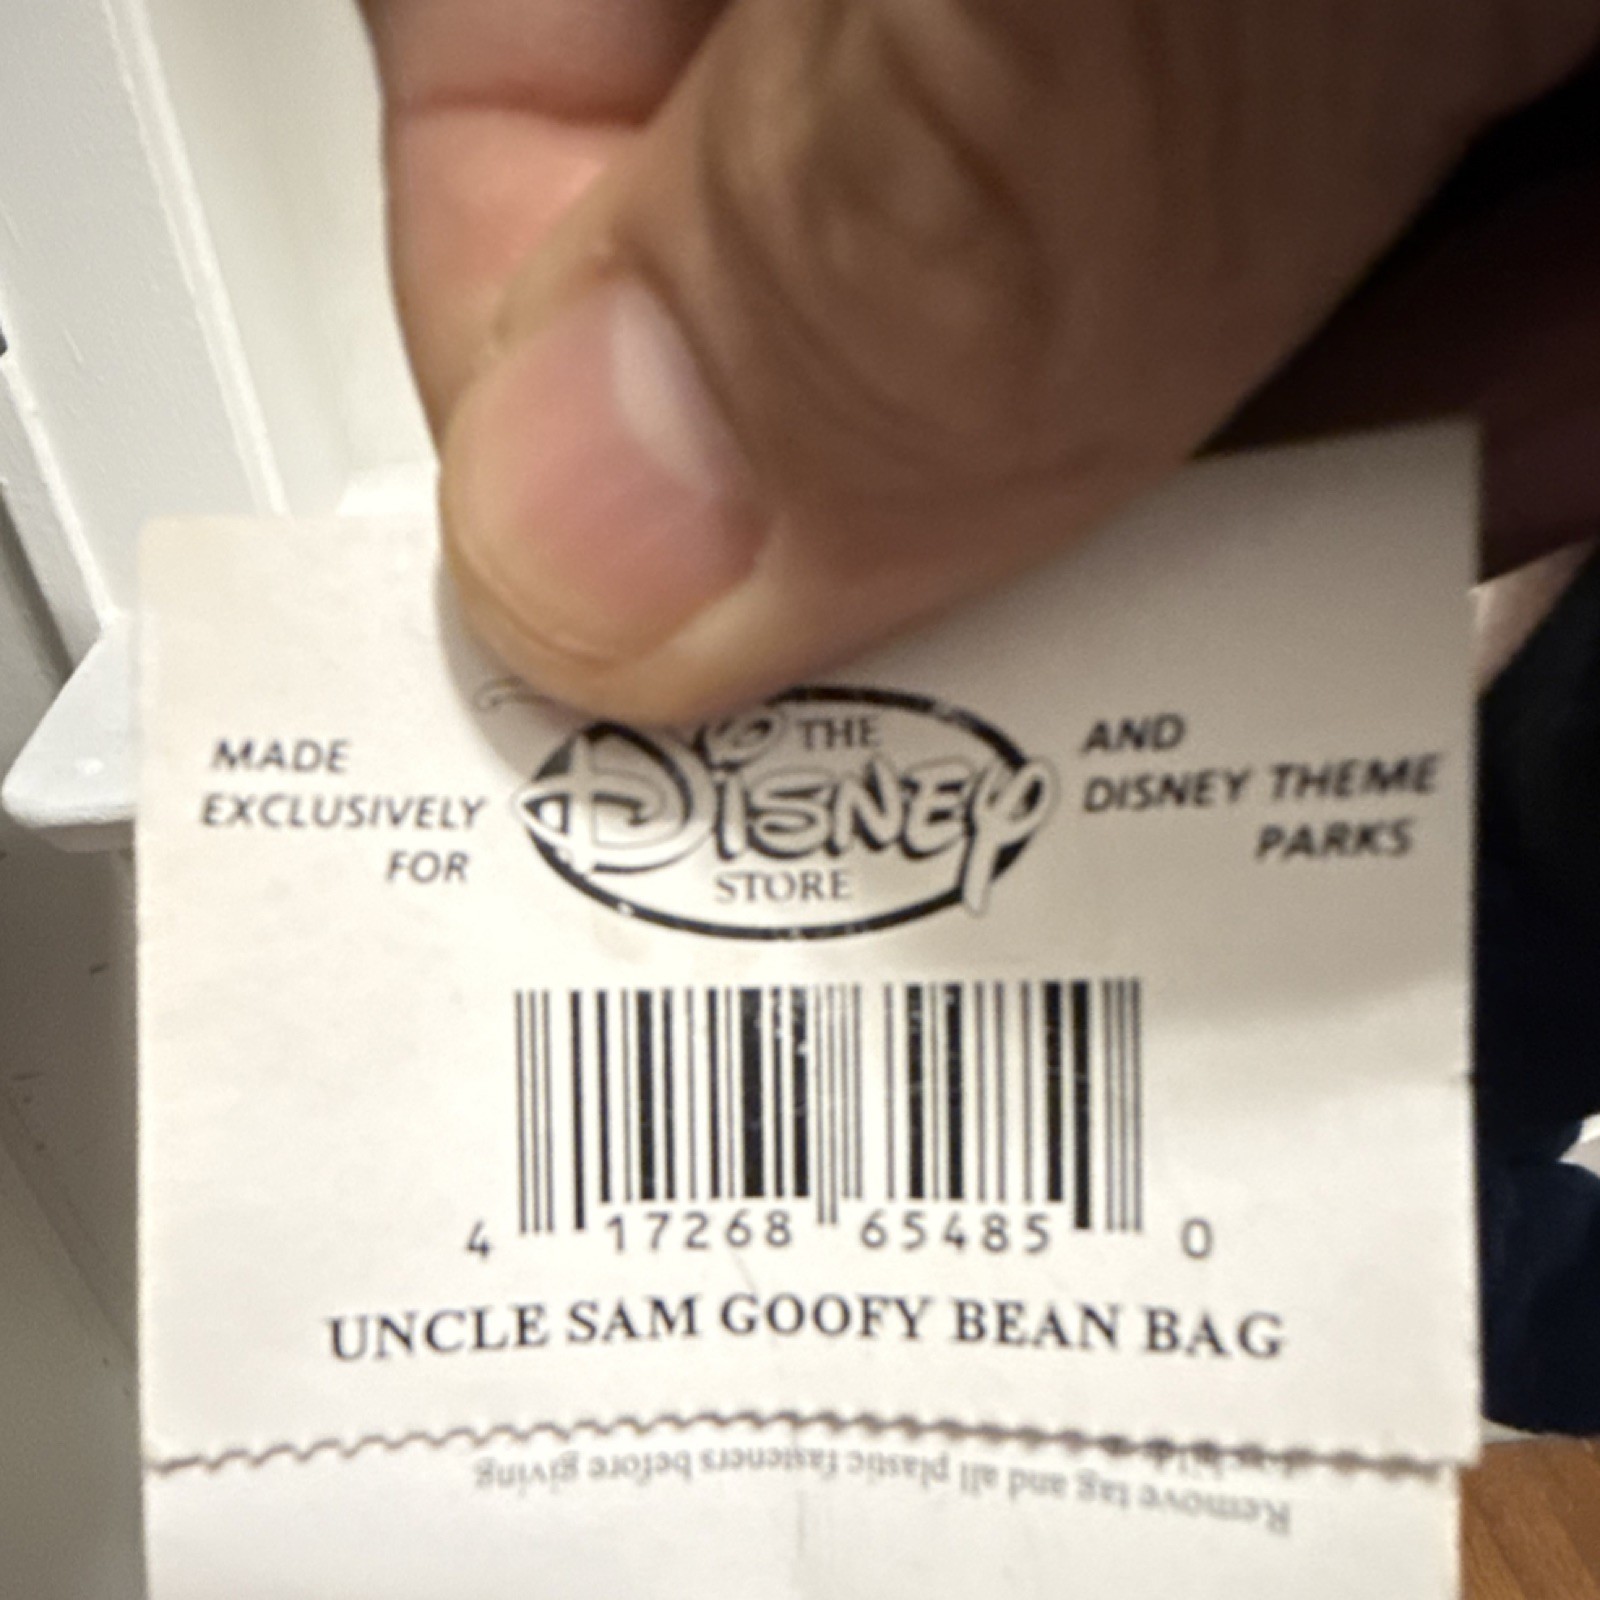 MADE
EXCLUSIVELY
FOR
THE
DISNEY
STORE
AND
DISNEY THEME
PARKS
4 17268 65485 0
UNCLE SAM GOOFY BEAN BAG
Remove tag and all plastic fasteners before giving